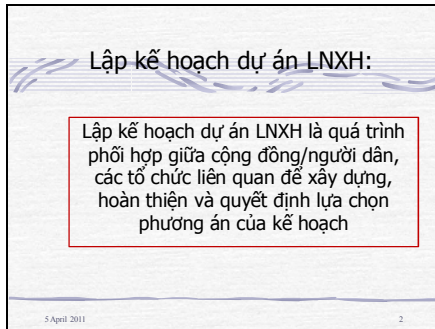 Lập kế hoạch dự án LNXH:
Lập kế hoạch dự án LNXH là quá trình
phối hợp giữa cộng đồng/người dân,
các tổ chức liên quan để xây dựng,
hoàn thiện và quyết định lựa chọn
phương án của kế hoạch
5 April 2011
2